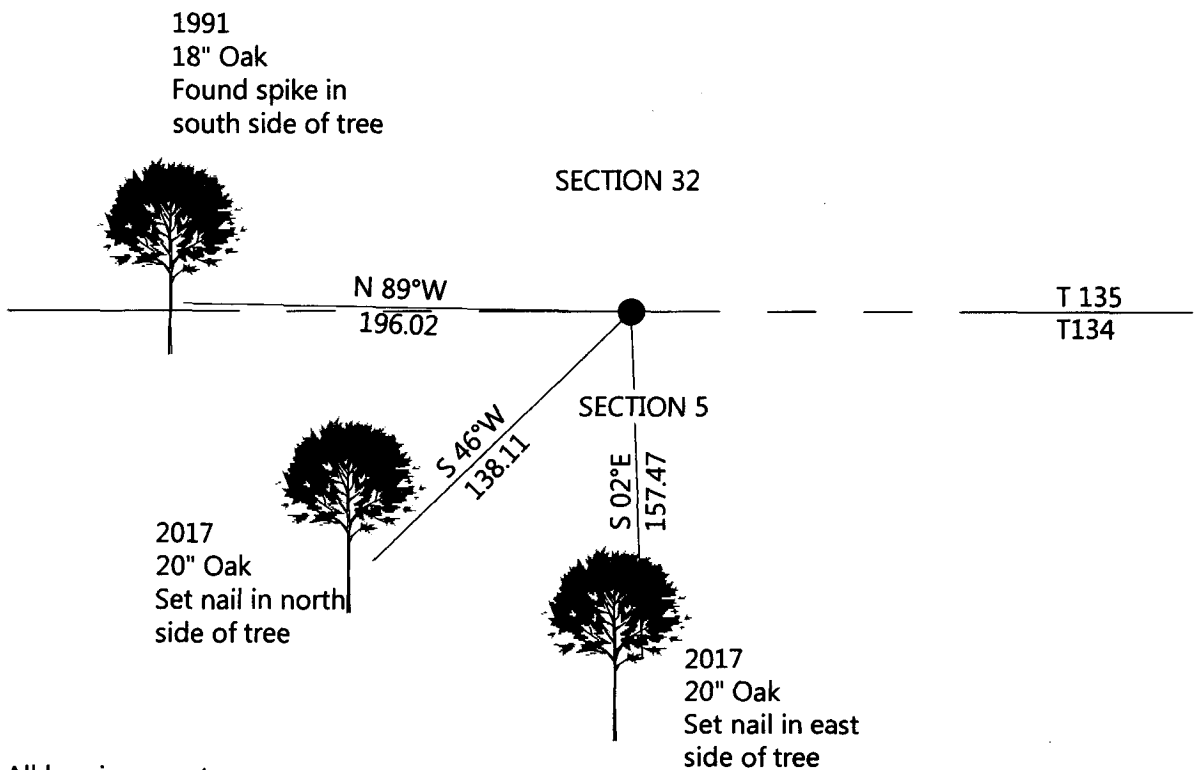 1991
18" Oak
Found spike in
south side of tree
SECTION 32
N 89°W
196.02
T 135
T134
SECTION 5
S 46°W
138.11
S 02°E
157.47
2017
20" Oak
Set nail in north
side of tree
2017
20" Oak
Set nail in east
side of tree